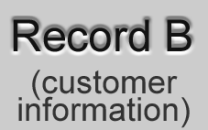 Record B
(customer
information)